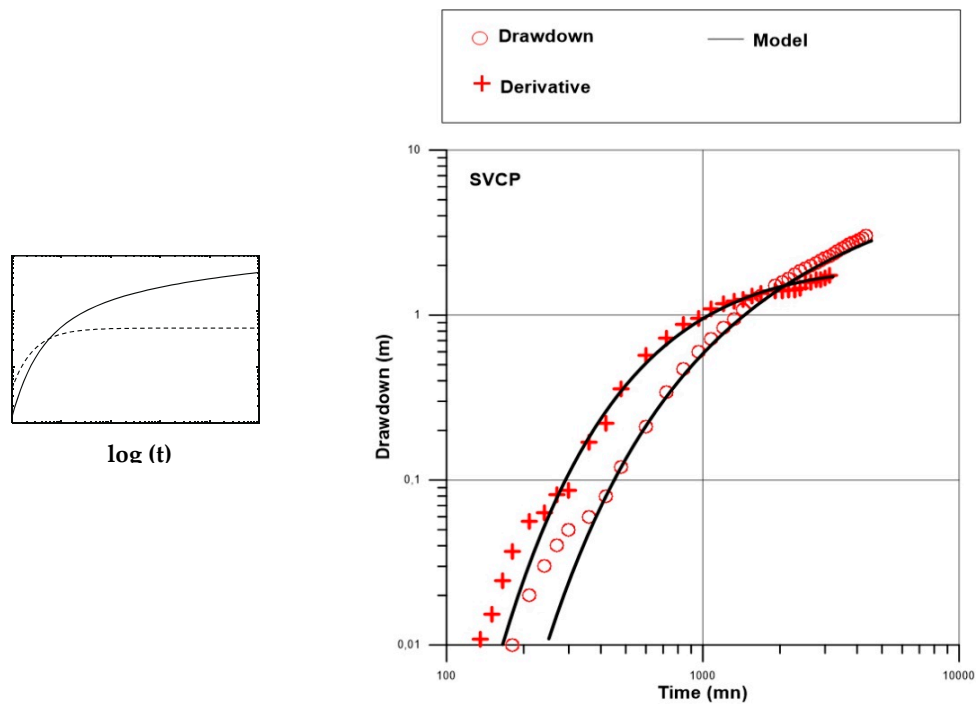 Drawdown
Model
Derivative
10
SVCP
1
Drawdown (m)
0.1
0,01
100
1000
10000
Time (mn)
log (t)